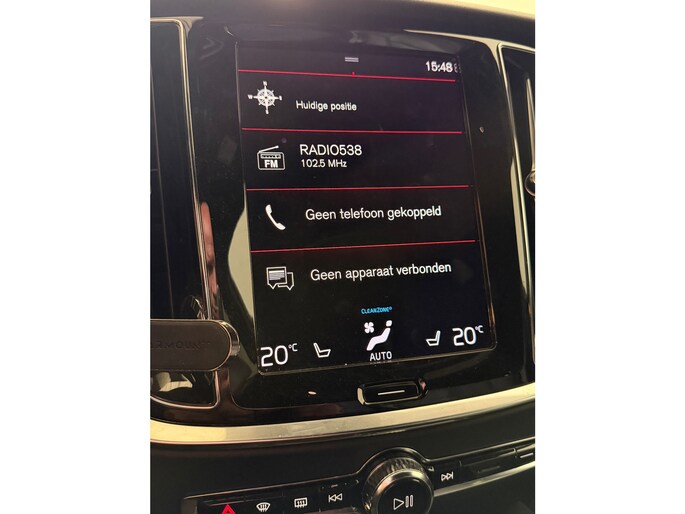 15:48
N
W E
S
Huidige positie
RADIO538
FM
102.5 MHz
Geen telefoon gekoppeld
Geen apparaat verbonden
CLEANZONE®
20°C
AUTO
20°C